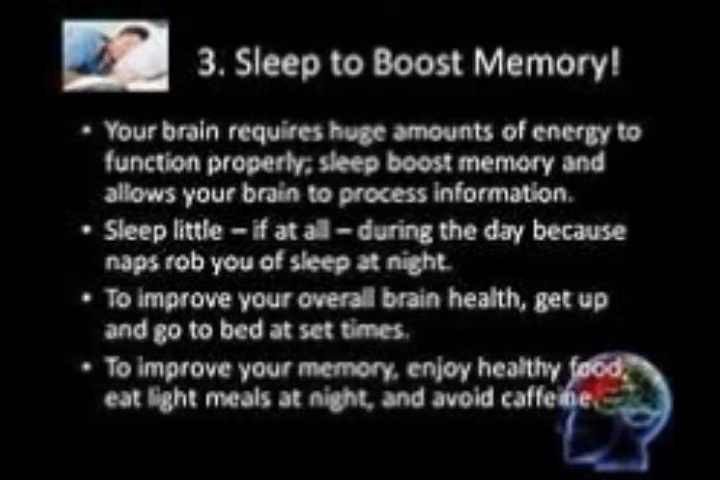 3. Sleep to Boost Memory!
• Your brain requires huge amounts of energy to
function properly; sleep boost memory and
allows your brain to process information.
• Sleep little – if at all – during the day because
naps rob you of sleep at night.
• To improve your overall brain health, get up
and go to bed at set times.
• To improve your memory, enjoy healthy food,
eat light meals at night, and avoid caffeine.